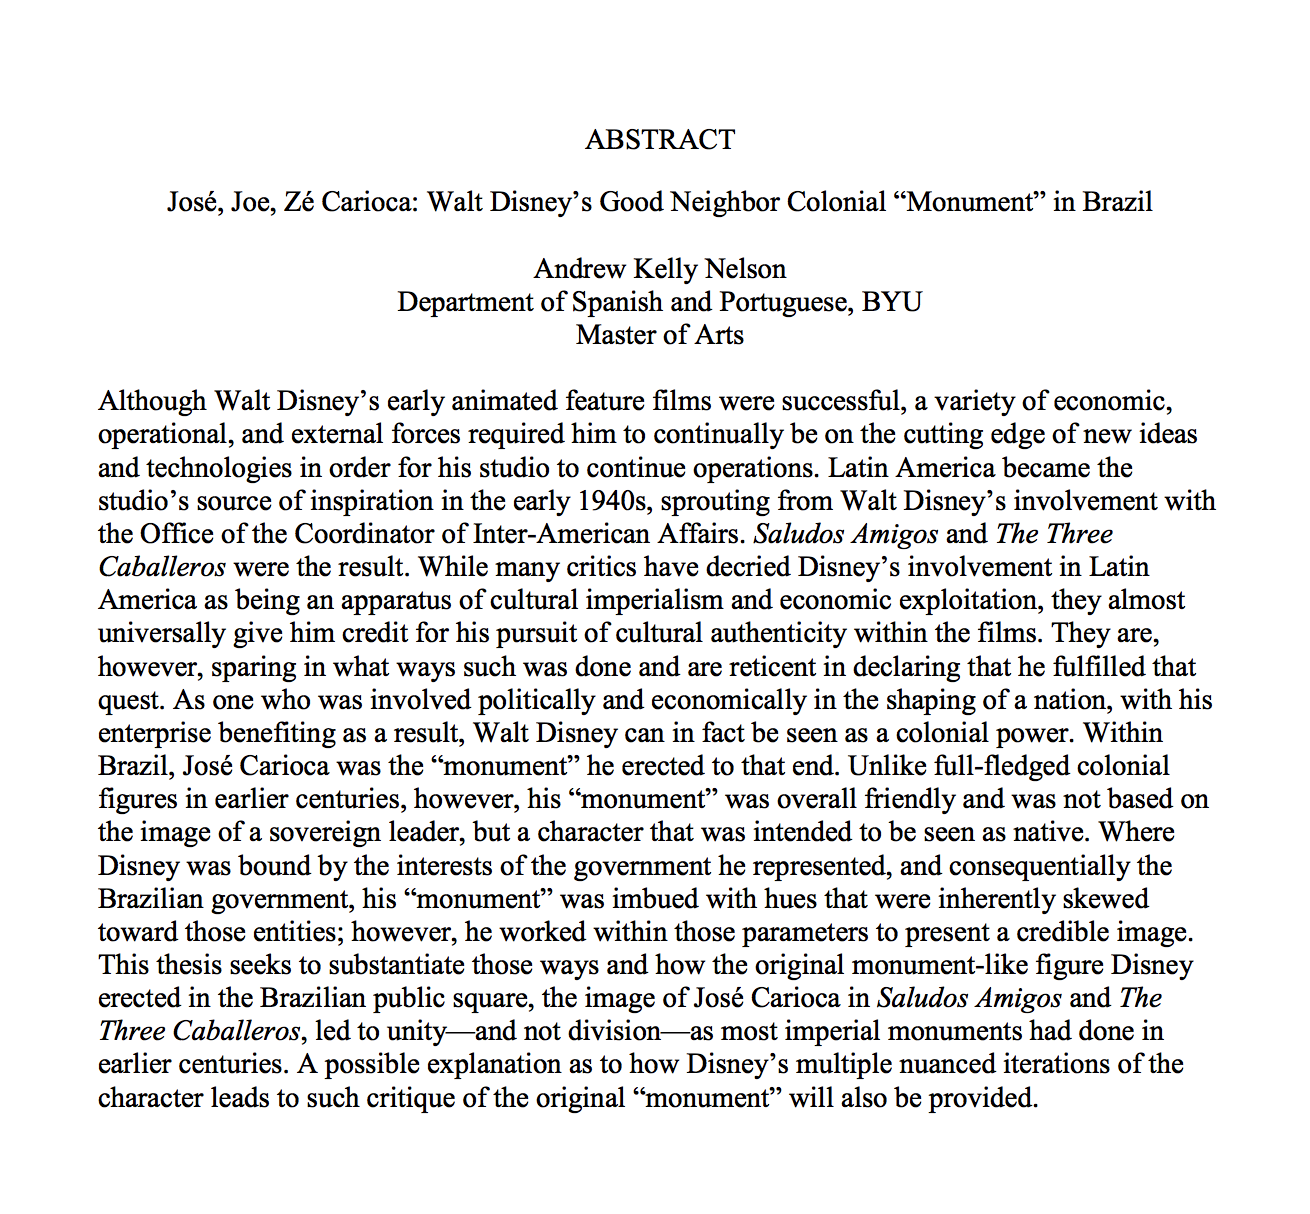 ABSTRACT
José, Joe, Zé Carioca: Walt Disney’s Good Neighbor Colonial “Monument” in Brazil
Andrew Kelly Nelson
Department of Spanish and Portuguese, BYU
Master of Arts
Although Walt Disney’s early animated feature films were successful, a variety of economic,
operational, and external forces required him to continually be on the cutting edge of new ideas
and technologies in order for his studio to continue operations. Latin America became the
studio’s source of inspiration in the early 1940s, sprouting from Walt Disney’s involvement with
the Office of the Coordinator of Inter-American Affairs. Saludos Amigos and The Three
Caballeros were the result. While many critics have decried Disney’s involvement in Latin
America as being an apparatus of cultural imperialism and economic exploitation, they almost
universally give him credit for his pursuit of cultural authenticity within the films. They are,
however, sparing in what ways such was done and are reticent in declaring that he fulfilled that
quest. As one who was involved politically and economically in the shaping of a nation, with his
enterprise benefiting as a result, Walt Disney can in fact be seen as a colonial power. Within
Brazil, José Carioca was the “monument” he erected to that end. Unlike full-fledged colonial
figures in earlier centuries, however, his “monument” was overall friendly and was not based on
the image of a sovereign leader, but a character that was intended to be seen as native. Where
Disney was bound by the interests of the government he represented, and consequentially the
Brazilian government, his “monument” was imbued with hues that were inherently skewed
toward those entities; however, he worked within those parameters to present a credible image.
This thesis seeks to substantiate those ways and how the original monument-like figure Disney
erected in the Brazilian public square, the image of José Carioca in Saludos Amigos and The
Three Caballeros, led to unity—and not division—as most imperial monuments had done in
earlier centuries. A possible explanation as to how Disney’s multiple nuanced iterations of the
character leads to such critique of the original “monument” will also be provided.